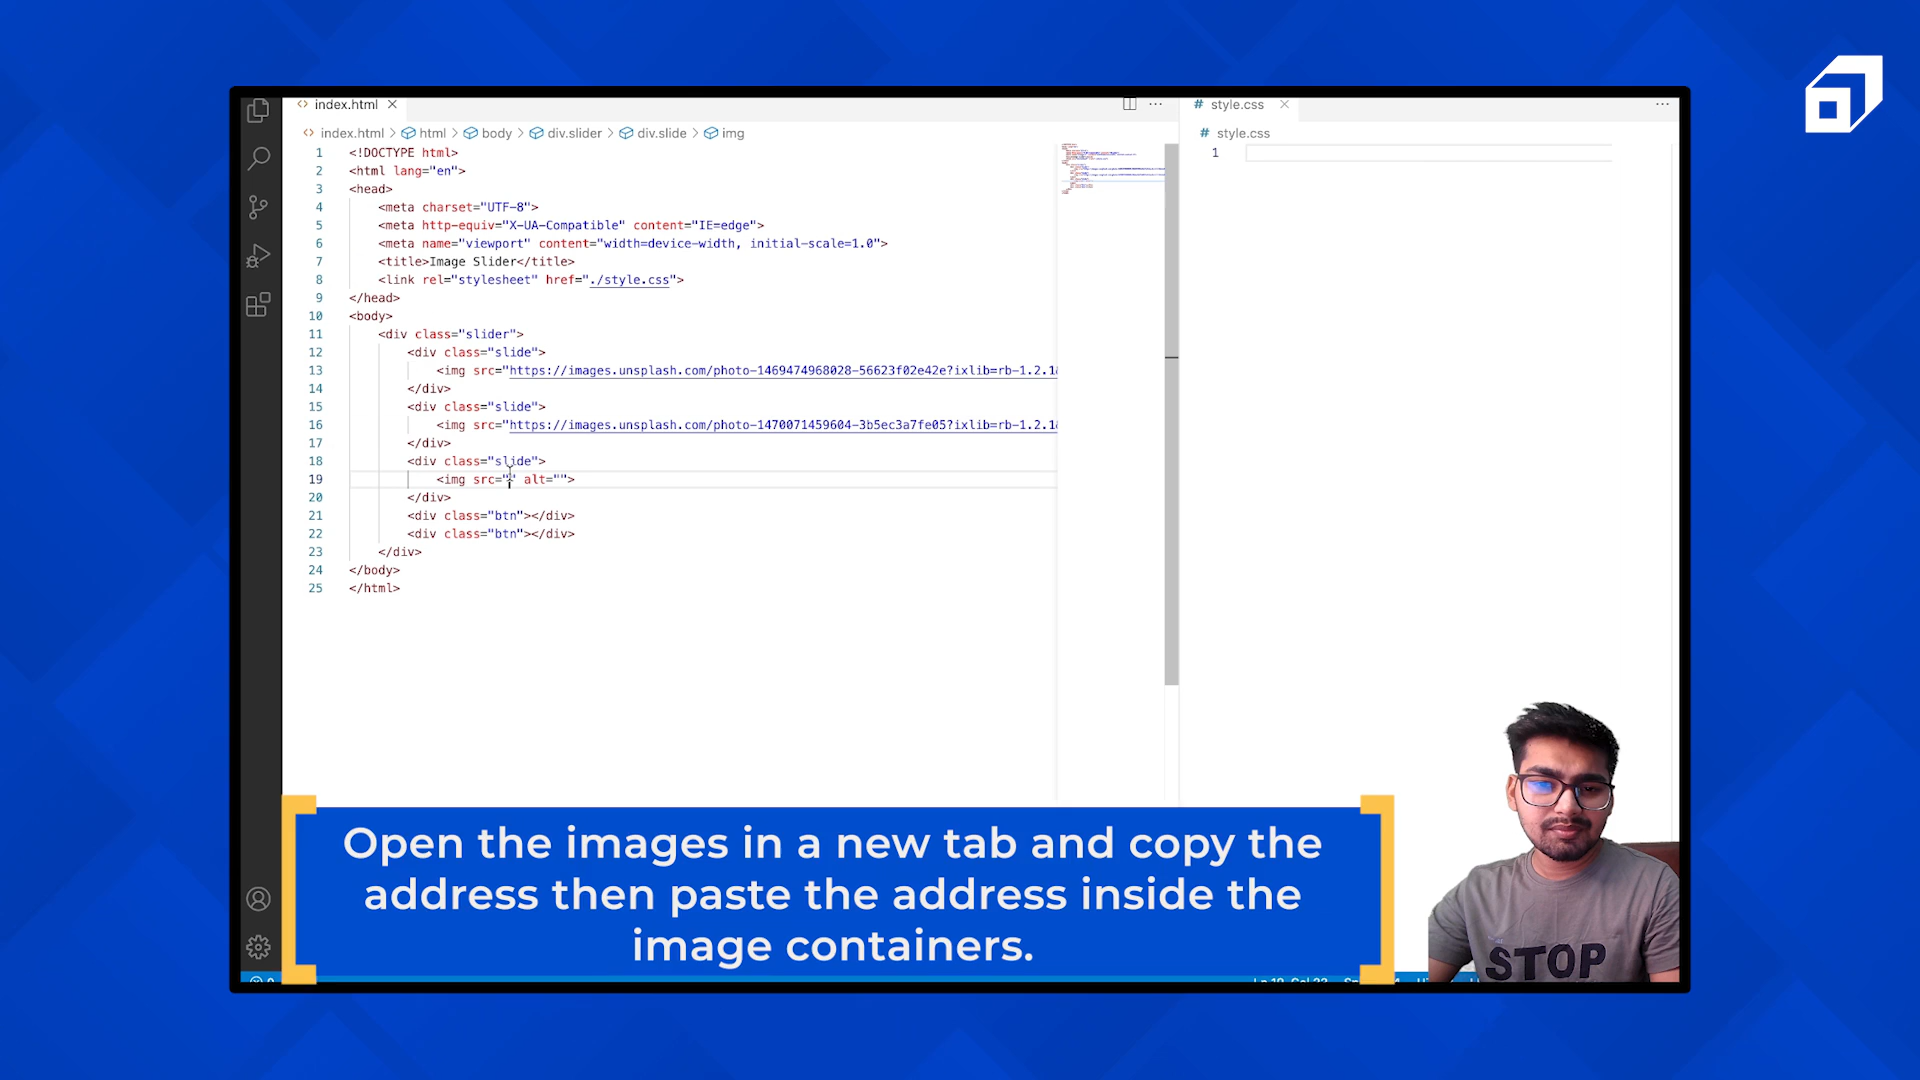 index.html
style.css
index.html > html > body > div.slider > div.slide > img
style.css
1 <!DOCTYPE html>
2 <html lang="en">
3 <head>
4 <meta charset="UTF-8">
5 <meta http-equiv="X-UA-Compatible" content="IE=edge">
6 <meta name="viewport" content="width=device-width, initial-scale=1.0">
7 <title>Image Slider</title>
8 <link rel="stylesheet" href="./style.css">
9 </head>
10 <body>
11 <div class="slider">
12 <div class="slide">
13 <img src="https://images.unsplash.com/photo-1469474968028-56623f02e42e?ixlib=rb-1.2.1&
14 </div>
15 <div class="slide">
16 <img src="https://images.unsplash.com/photo-1470071459604-3b5ec3a7fe05?ixlib=rb-1.2.1&
17 </div>
18 <div class="slide">
19 <img src="" alt="">
20 </div>
21 <div class="btn"></div>
22 <div class="btn"></div>
23 </div>
24 </body>
25 </html>
1
Open the images in a new tab and copy the
address then paste the address inside the
image containers.
STOP